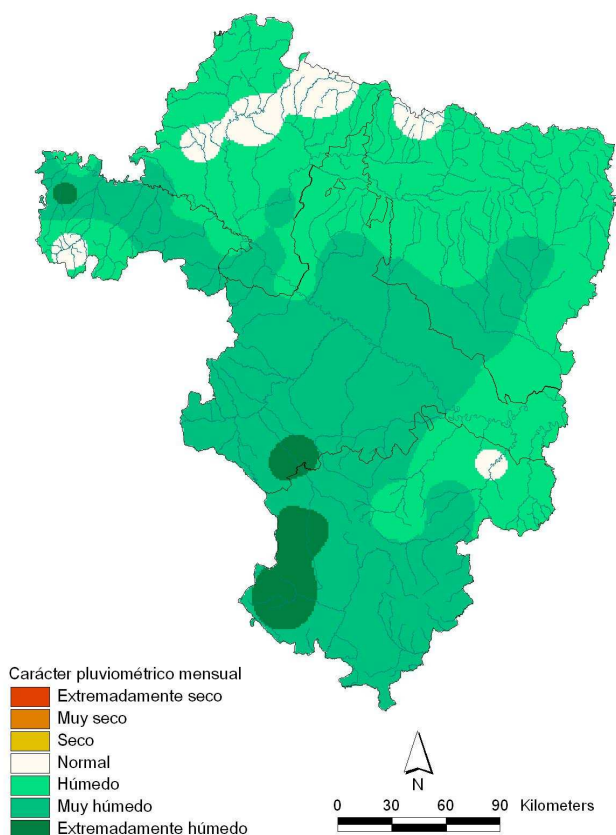 Carácter pluviométrico mensual
Extremadamente seco
Muy seco
Seco
Normal
Húmedo
Muy húmedo
Extremadamente húmedo
N
0 30 60 90 Kilometers